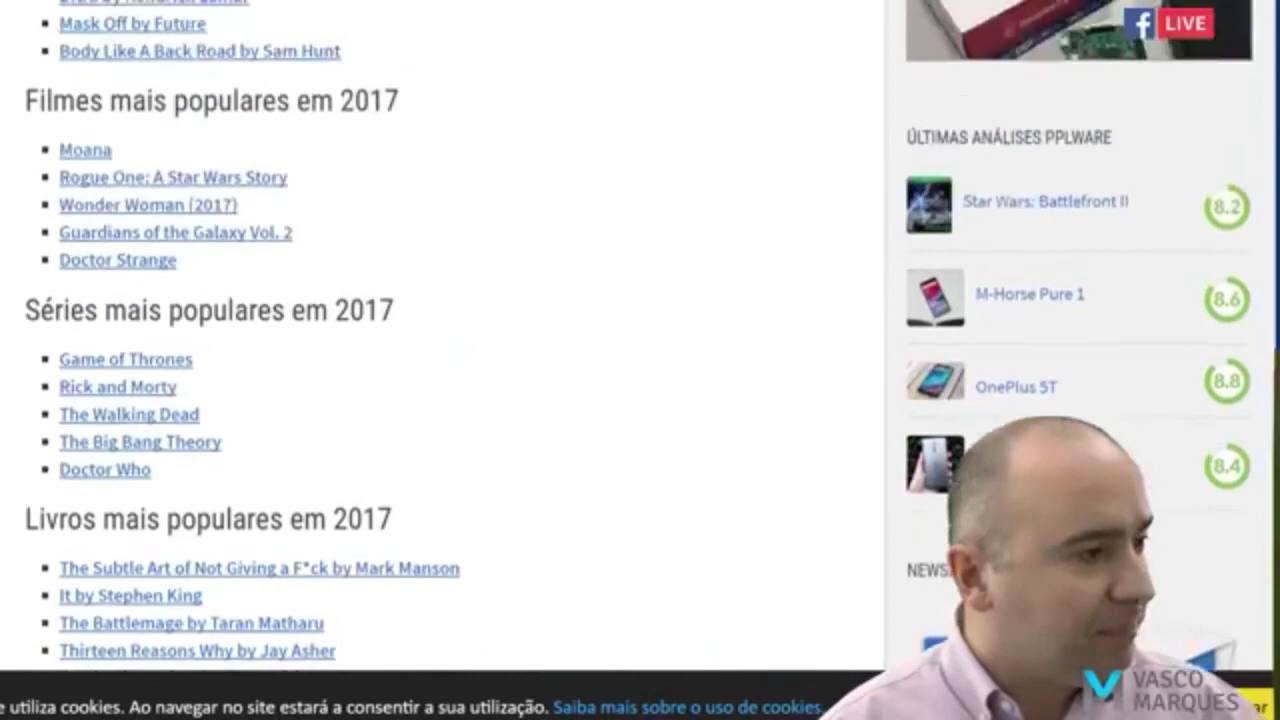 Mask Off by Future
Body Like A Back Road by Sam Hunt
Filmes mais populares em 2017
Moana
Rogue One: A Star Wars Story
Wonder Woman (2017)
Guardians of the Galaxy Vol. 2
Doctor Strange
Séries mais populares em 2017
Game of Thrones
Rick and Morty
The Walking Dead
The Big Bang Theory
Doctor Who
Livros mais populares em 2017
The Subtle Art of Not Giving a F*ck by Mark Manson
It by Stephen King
The Battlemage by Taran Matharu
Thirteen Reasons Why by Jay Asher
e utiliza cookies. Ao navegar no site estará a consentir a sua utilização. Saiba mais sobre o uso de cookies.
f LIVE
ÚLTIMAS ANÁLISES PPLWARE
Star Wars: Battlefront II
8.2
M-Horse Pure 1
8.6
OnePlus 5T
8.8
8.4
NEWS
VASCO
MARQUES